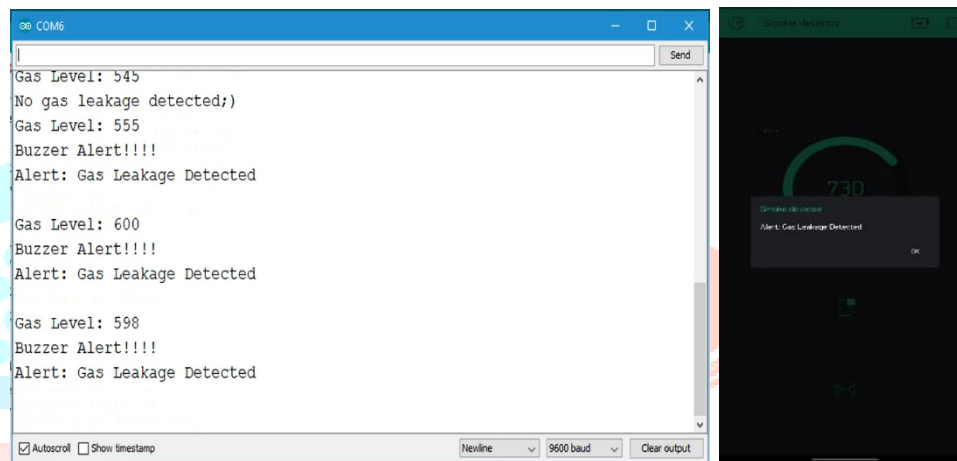 COM6
Send
Gas Level: 545
No gas leakage detected;)
Gas Level: 555
Buzzer Alert!!!!
Alert: Gas Leakage Detected
Gas Level: 600
Buzzer Alert!!!!
Alert: Gas Leakage Detected
Gas Level: 598
Buzzer Alert!!!!
Alert: Gas Leakage Detected
Autoscroll Show timestamp Newline 9600 baud Clear output
Smoke detector
730
Smoke detector
Alert: Gas Leakage Detected
OK